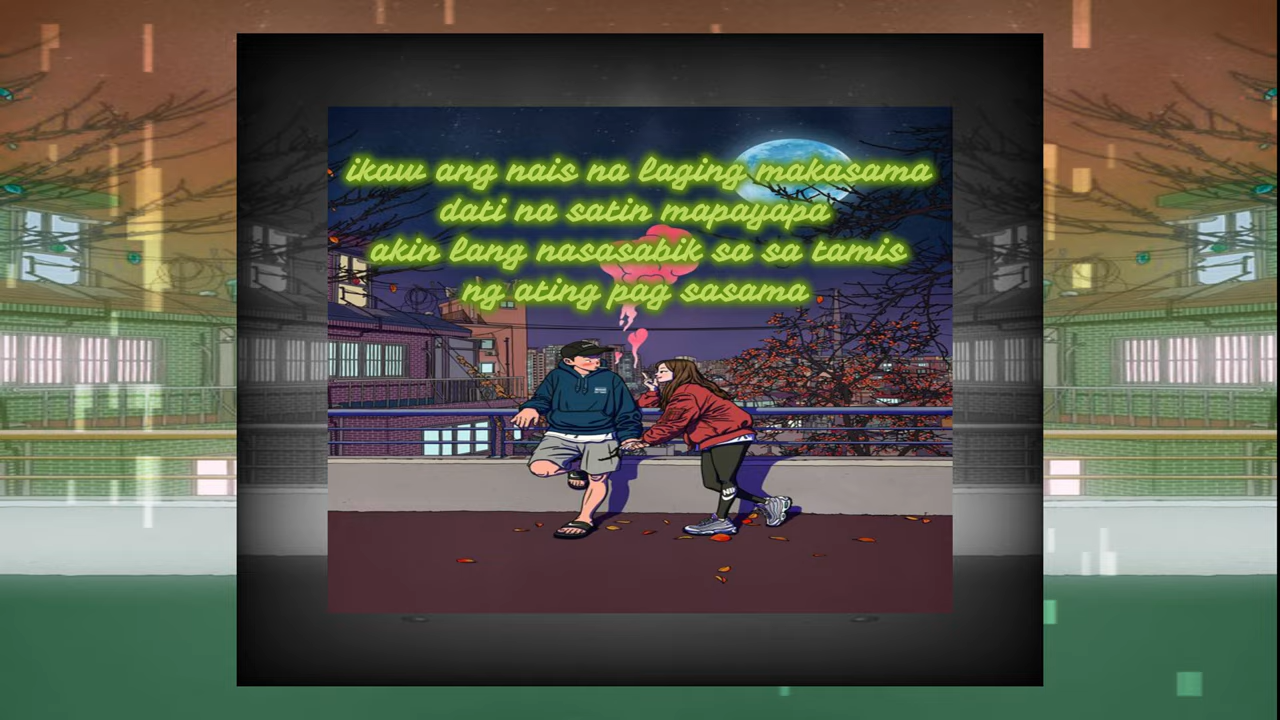 ikaw ang nais na laging makasama
dati na satin mapayapa
akin lang nasasabik sa sa tamis
ng ating pag sasama